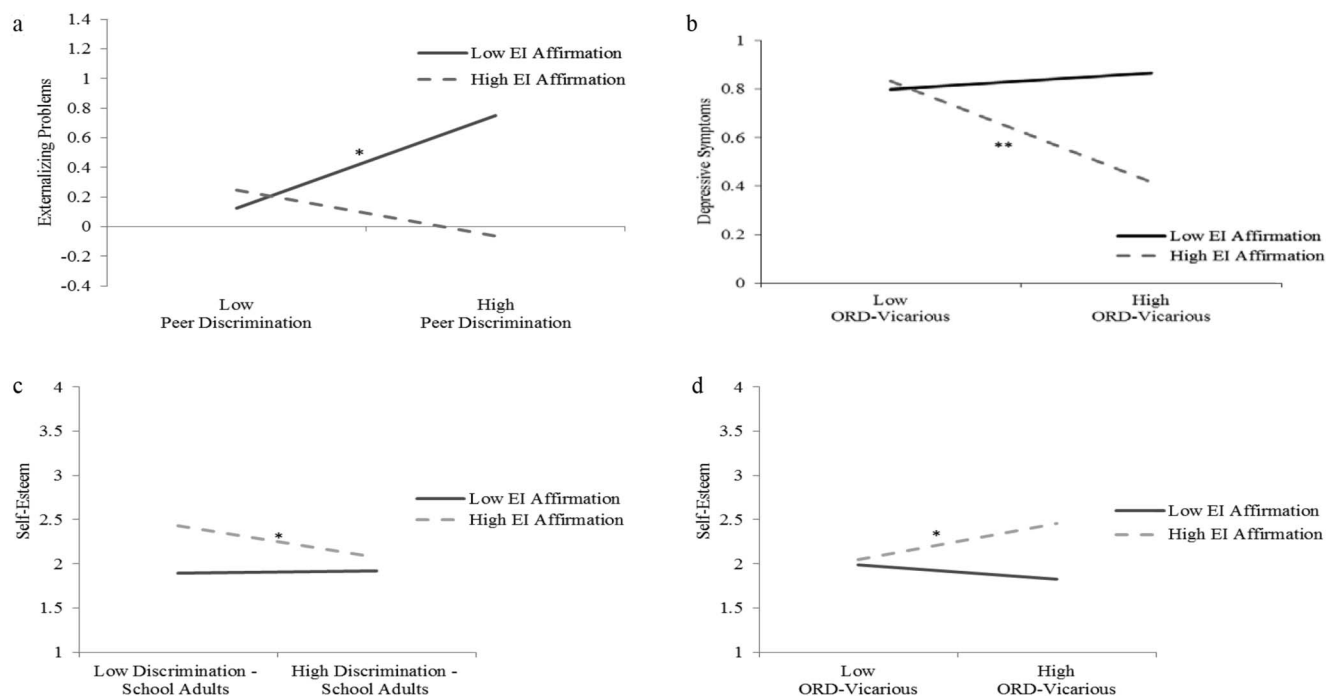 a
1.4
1.2
1
0.8
0.6
0.4
0.2
0
-0.2
-0.4
Externalizing Problems
Low EI Affirmation
High EI Affirmation
*
Low
Peer Discrimination
High
Peer Discrimination
b
1
0.8
0.6
0.4
0.2
0
Depressive Symptoms
**
Low EI Affirmation
High EI Affirmation
Low
ORD-Vicarious
High
ORD-Vicarious
c
4
3.5
3
2.5
2
1.5
1
Self-Esteem
Low EI Affirmation
High EI Affirmation
*
Low Discrimination -
School Adults
High Discrimination -
School Adults
d
4
3.5
3
2.5
2
1.5
1
Self-Esteem
Low EI Affirmation
High EI Affirmation
*
Low
ORD-Vicarious
High
ORD-Vicarious